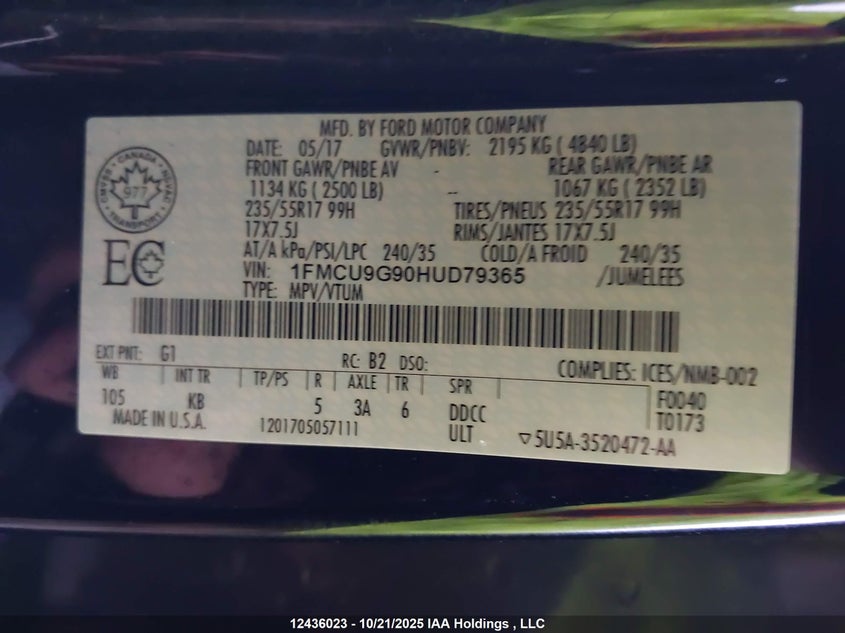 MFD. BY FORD MOTOR COMPANY
DATE: 05/17 GVWR/PNBV: 2195 KG ( 4840 LB)
FRONT GAWR/PNBE AV - REAR GAWR/PNBE AR
1134 KG ( 2500 LB) -- 1067 KG ( 2352 LB)
235/55R17 99H TIRES/PNEUS 235/55R17 99H
17X7.5J RIMS/JANTES 17X7.5J
AT/A kPa/PSI/LPC 240/35 COLD/A FROID 240/35
VIN: 1FMCU9G90HUD79365 /JUMELEES
TYPE: MPV/VTUM
CANADA
CMVSS NSVAC
977
TRANSPORT
EC
EXT PNT: G1 RC: B2 DSO: COMPLIES: ICES/NMB-002
WB INT TR TP/PS R AXLE TR SPR
105 KB 5 3A 6 DDCC F0040
MADE IN U.S.A. 1201705057111 ULT T0173
5U5A-3520472-AA
12436023 - 10/21/2025 IAA Holdings , LLC